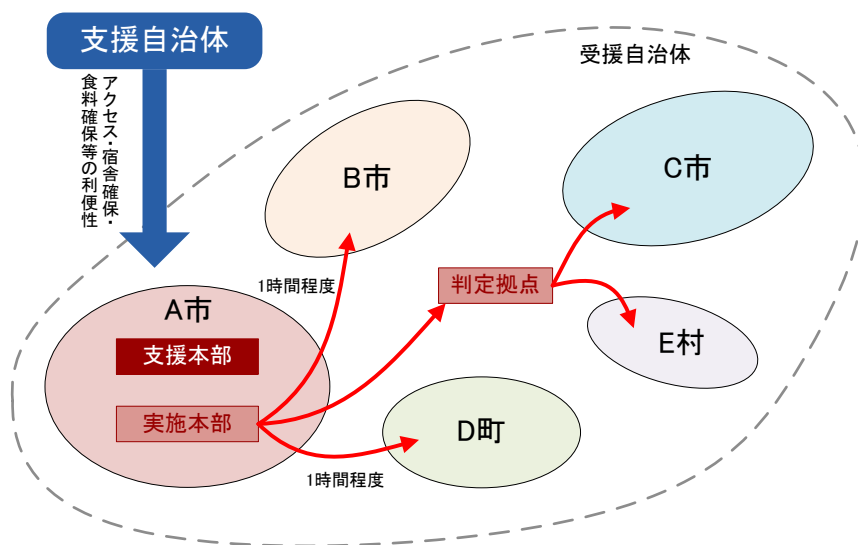 支援自治体
アクセス・宿舎確保・
食料確保等の利便性
受援自治体
B市
C市
1時間程度
判定拠点
A市
支援本部
E村
実施本部
D町
1時間程度